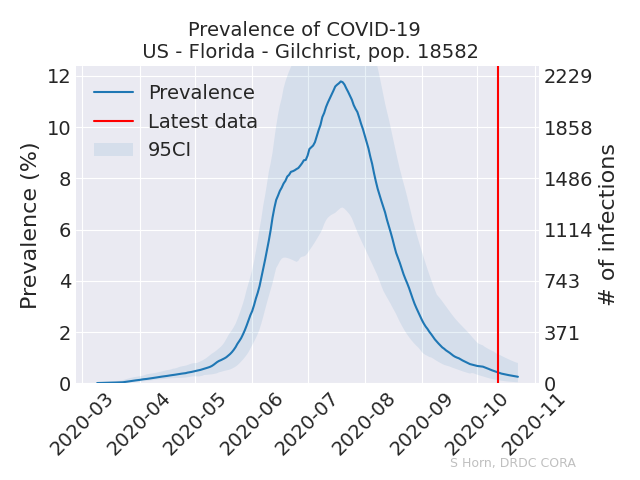 Prevalence of COVID-19
US - Florida - Gilchrist, pop. 18582
Prevalence
Latest data
95CI
Prevalence (%)
12
10
8
6
4
2
0
2229
1858
1486
1114
743
371
0
# of infections
2020-03
2020-04
2020-05
2020-06
2020-07
2020-08
2020-09
2020-10
2020-11
S Horn, DRDC CORA